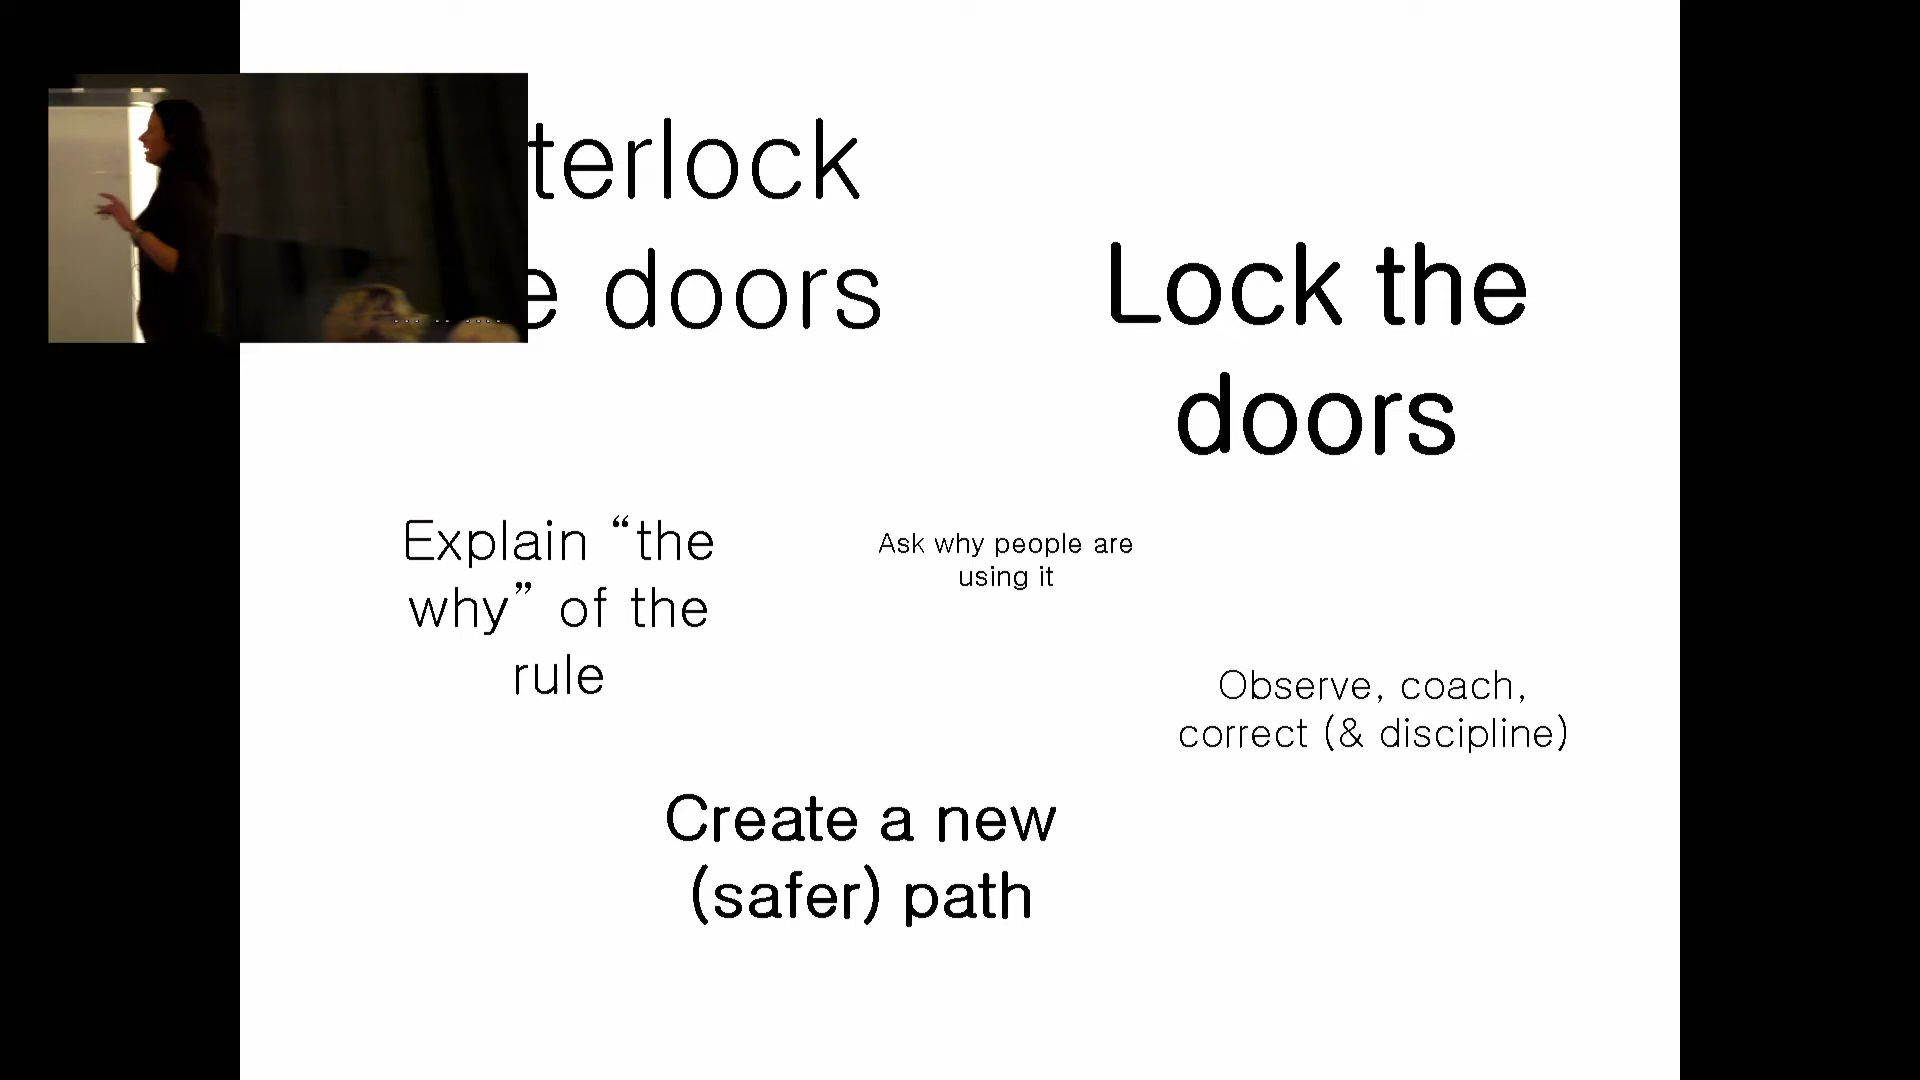 terlock
e doors
Lock the
doors
Explain “the
why” of the
rule
Ask why people are
using it
Observe, coach,
correct (& discipline)
Create a new
(safer) path